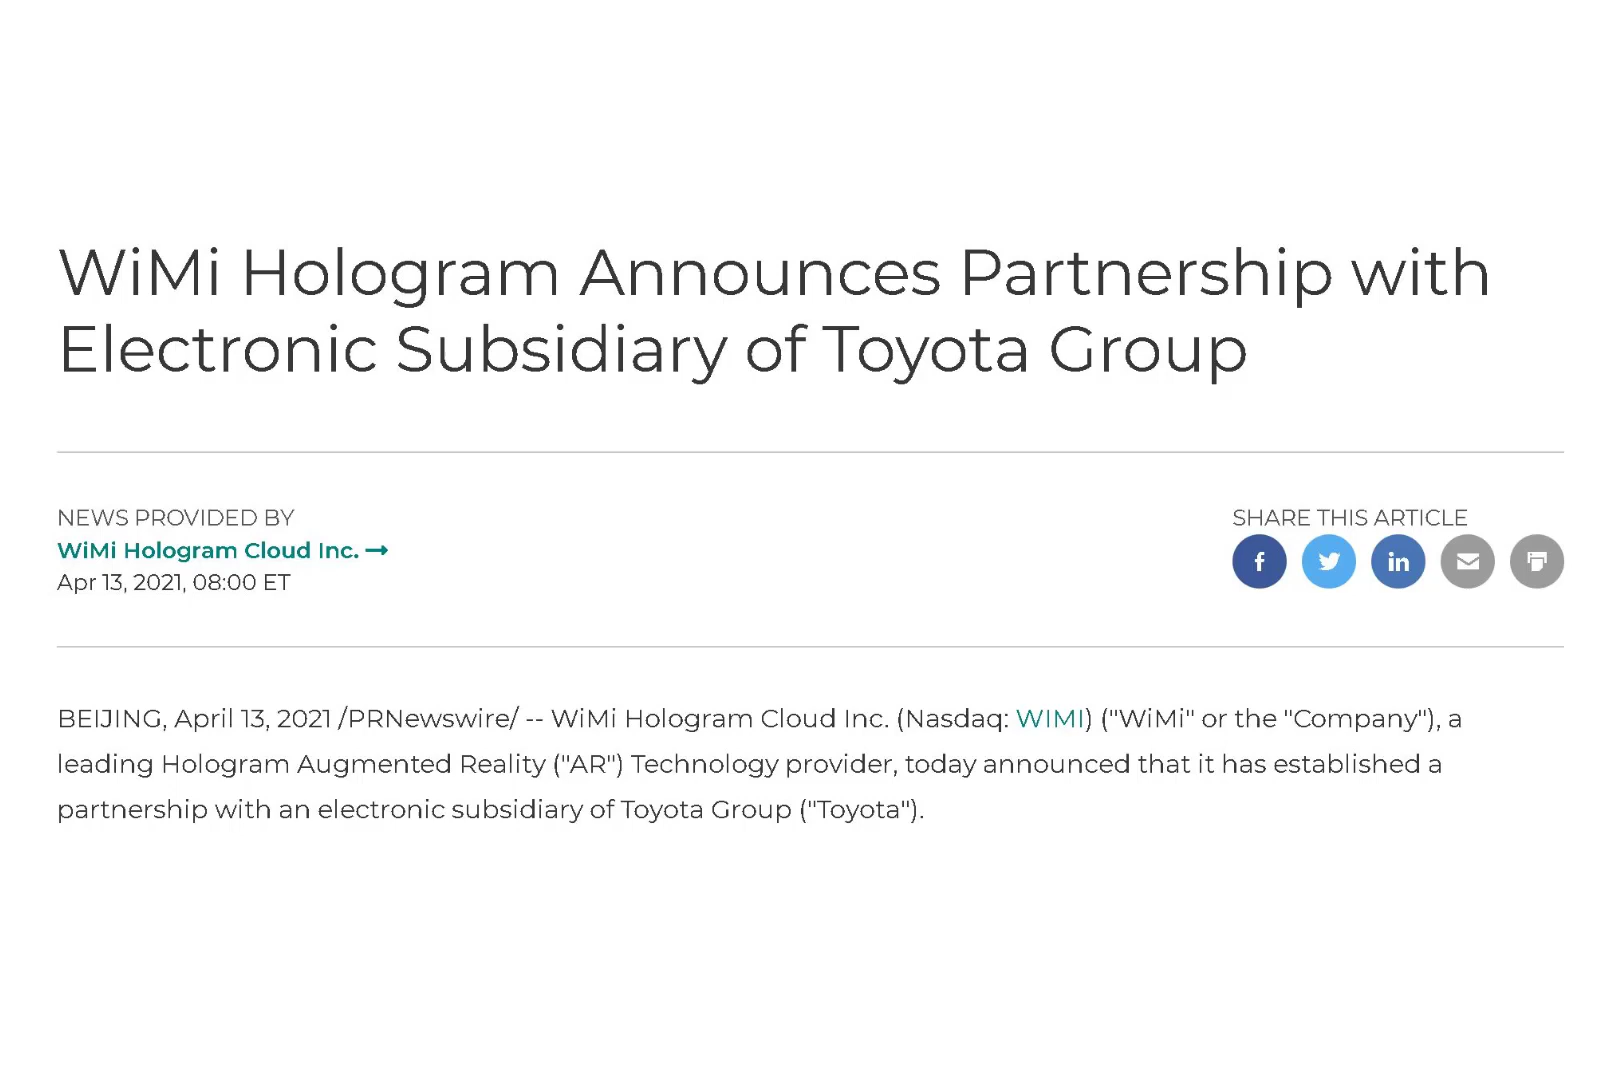 WiMi Hologram Announces Partnership with
Electronic Subsidiary of Toyota Group
NEWS PROVIDED BY
WiMi Hologram Cloud Inc. →
Apr 13, 2021, 08:00 ET
SHARE THIS ARTICLE
f
in
BEIJING, April 13, 2021 /PRNewswire/ -- WiMi Hologram Cloud Inc. (Nasdaq: WIMI) ("WiMi" or the "Company"), a
leading Hologram Augmented Reality ("AR") Technology provider, today announced that it has established a
partnership with an electronic subsidiary of Toyota Group ("Toyota").